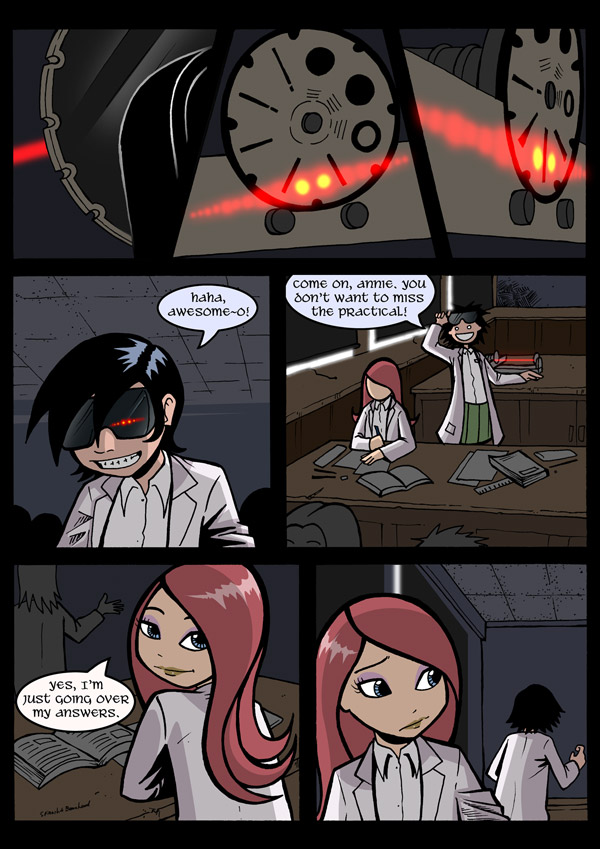 haha,
awesome~o!
come on, annie. you
don't want to miss
the practical!
yes, I'm
just going over
my answers.